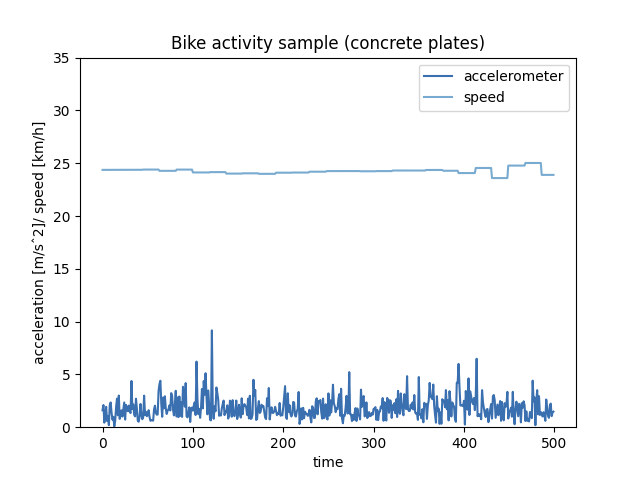 Bike activity sample (concrete plates)
accelerometer
speed
35
30
25
20
15
10
5
0
acceleration [m/sˆ2]/ speed [km/h]
0 100 200 300 400 500
time